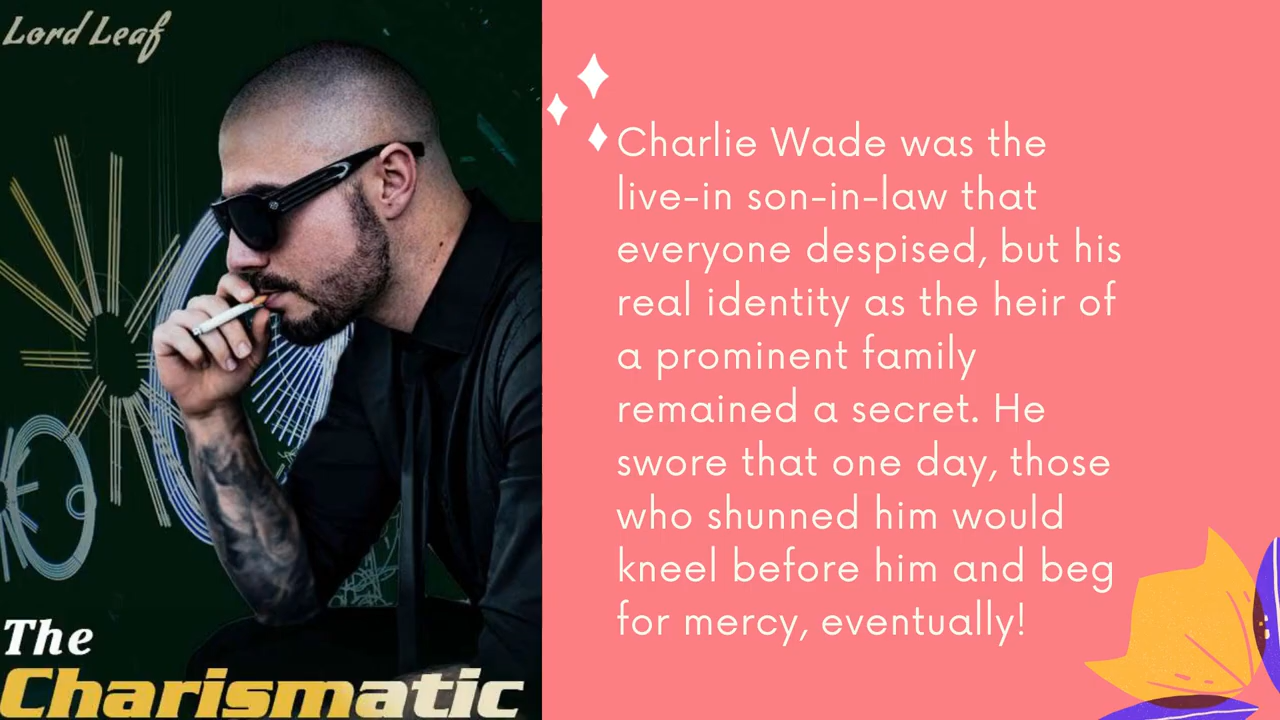 Lord Leaf
The
Charismatic
Charlie Wade was the
live-in son-in-law that
everyone despised, but his
real identity as the heir of
a prominent family
remained a secret. He
swore that one day, those
who shunned him would
kneel before him and beg
for mercy, eventually!